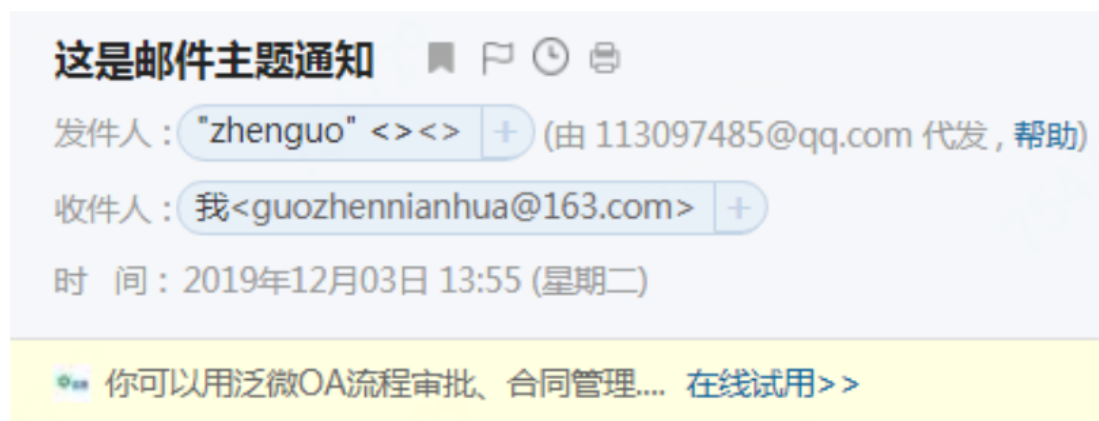 这是邮件主题通知
发件人："zhenguo" <><> + (由 113097485@qq.com 代发，帮助)
收件人：我<guozhennianhua@163.com> +
时 间：2019年12月03日 13:55 (星期二)
你可以用泛微OA流程审批、合同管理.... 在线试用>>